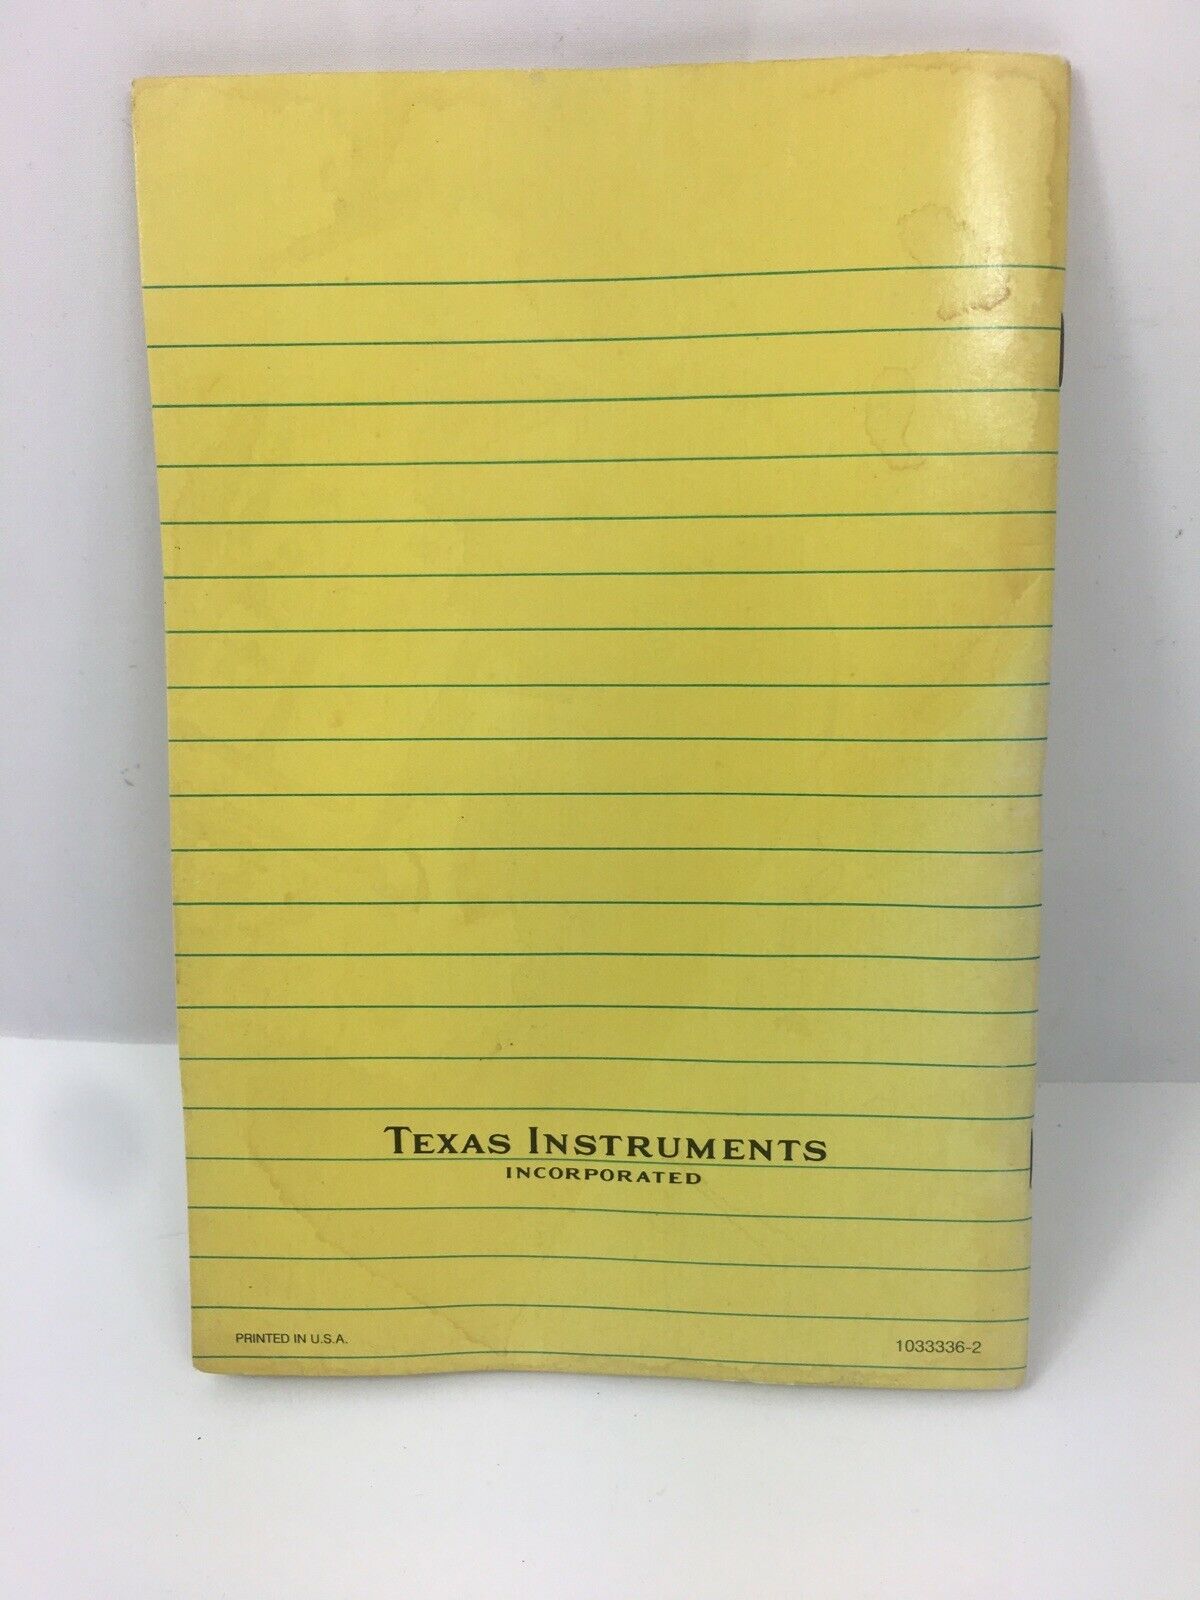 TEXAS INSTRUMENTS
INCORPORATED
PRINTED IN U.S.A.
1033336-2